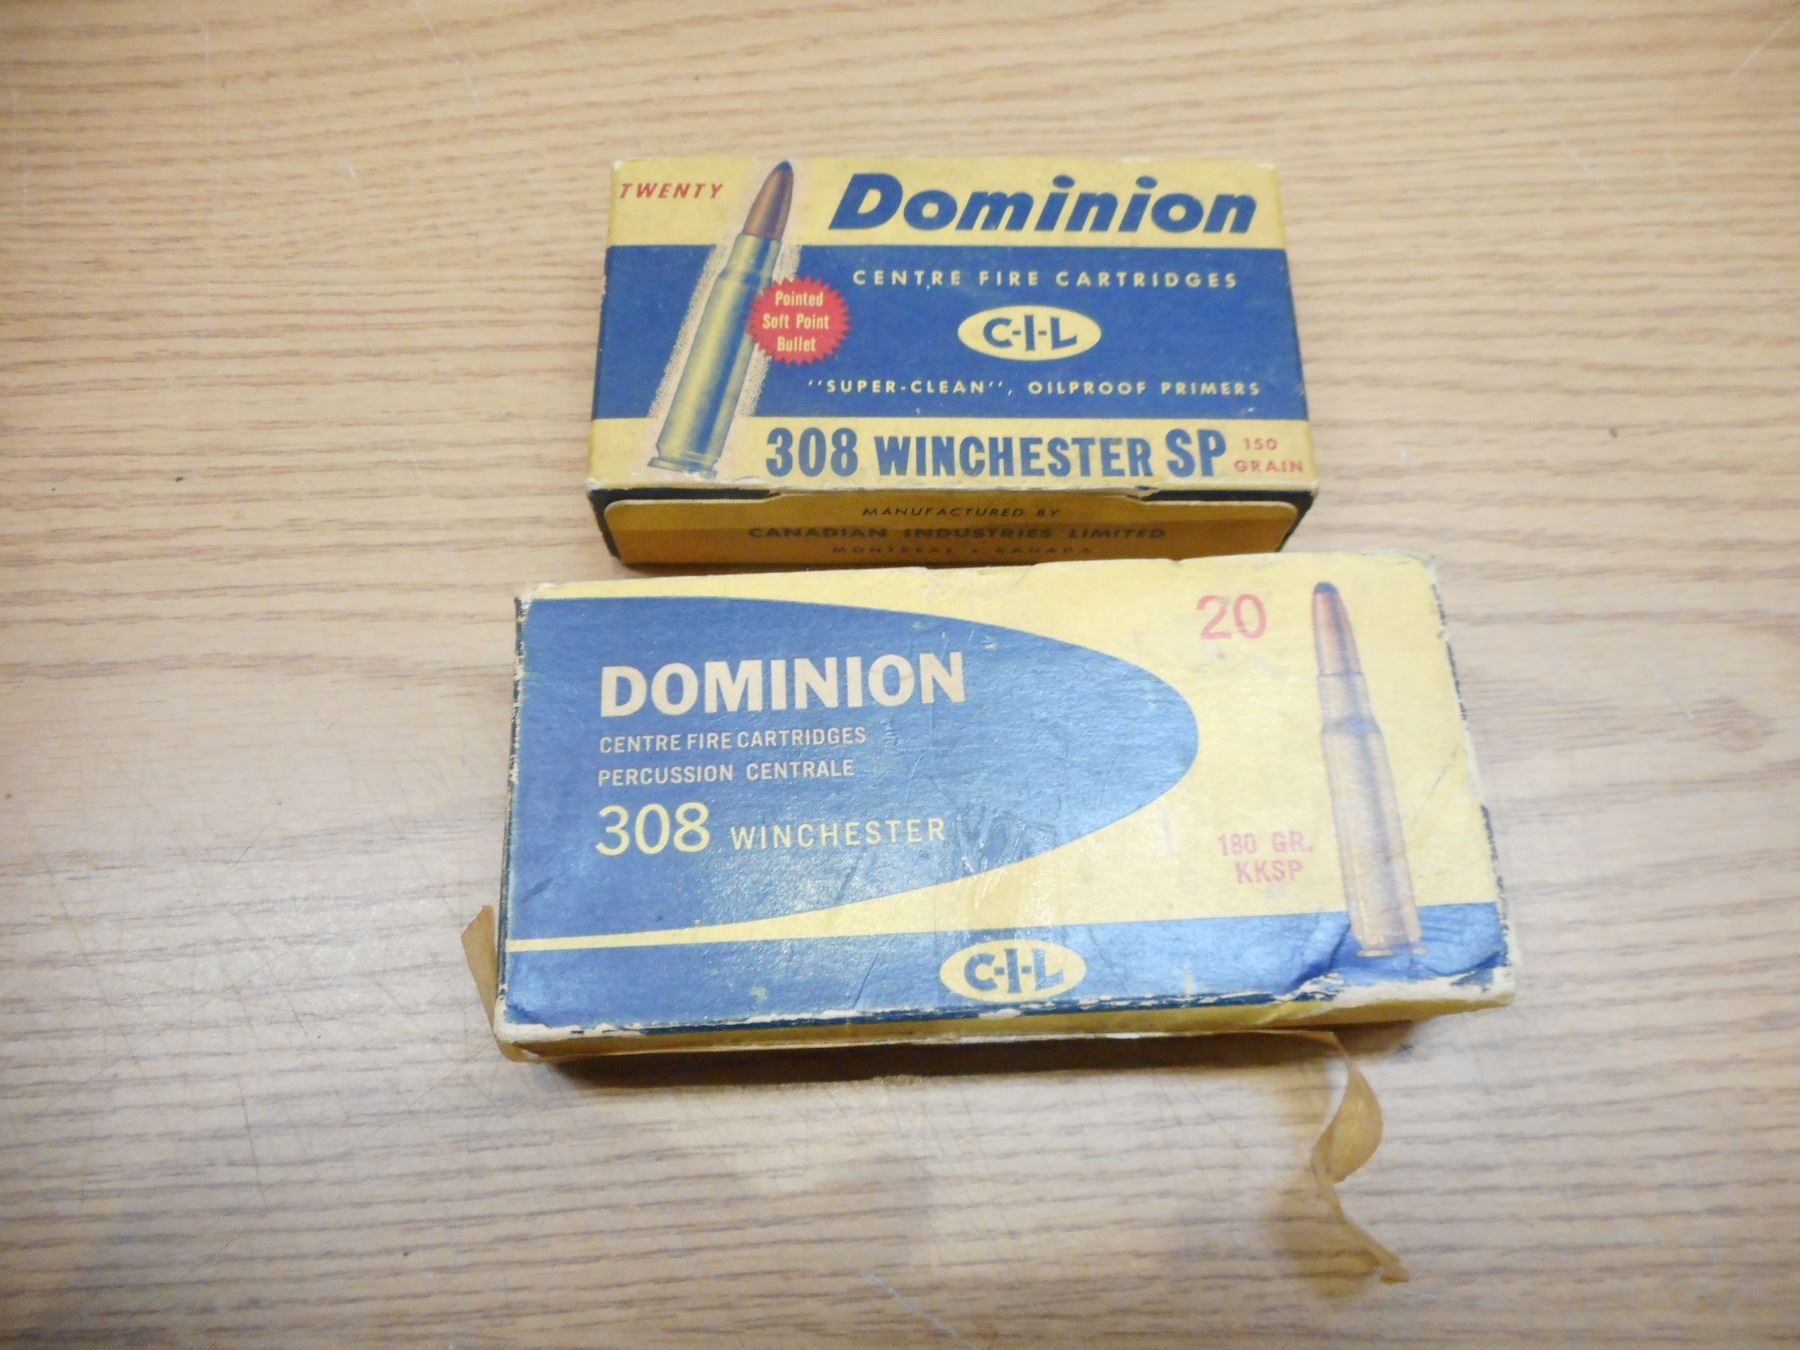 TWENTY
Dominion
CENTRE FIRE CARTRIDGES
Pointed
Soft Point
Bullet
C-I-L
"SUPER-CLEAN", OILPROOF PRIMERS
308 WINCHESTER SP 150 GRAIN
MANUFACTURED BY
CANADIAN INDUSTRIES LIMITED
MONTREAL • CANADA
20
DOMINION
CENTRE FIRE CARTRIDGES
PERCUSSION CENTRALE
308 WINCHESTER
180 GR.
KKSP
C-I-L